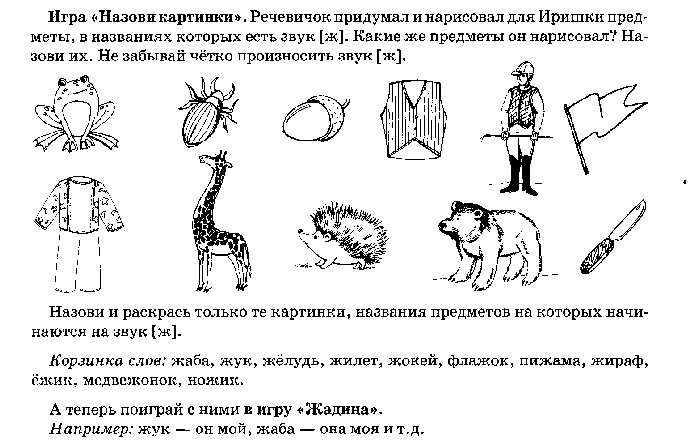 Игра «Назови картинки». Речевичок придумал и нарисовал для Иришки пред-
меты, в названиях которых есть звук [ж]. Какие же предметы он нарисовал? На-
зови их. Не забывай чётко произносить звук [ж].
Назови и раскрась только те картинки, названия предметов на которых начи-
наются на звук [ж].
Корзинка слов: жаба, жук, жёлудь, жилет, жокей, флажок, пижама, жираф,
ёжик, медвежонок, ножик.
А теперь поиграй с ними в игру «Жадина».
Например: жук — он мой, жаба — она моя и т.д.